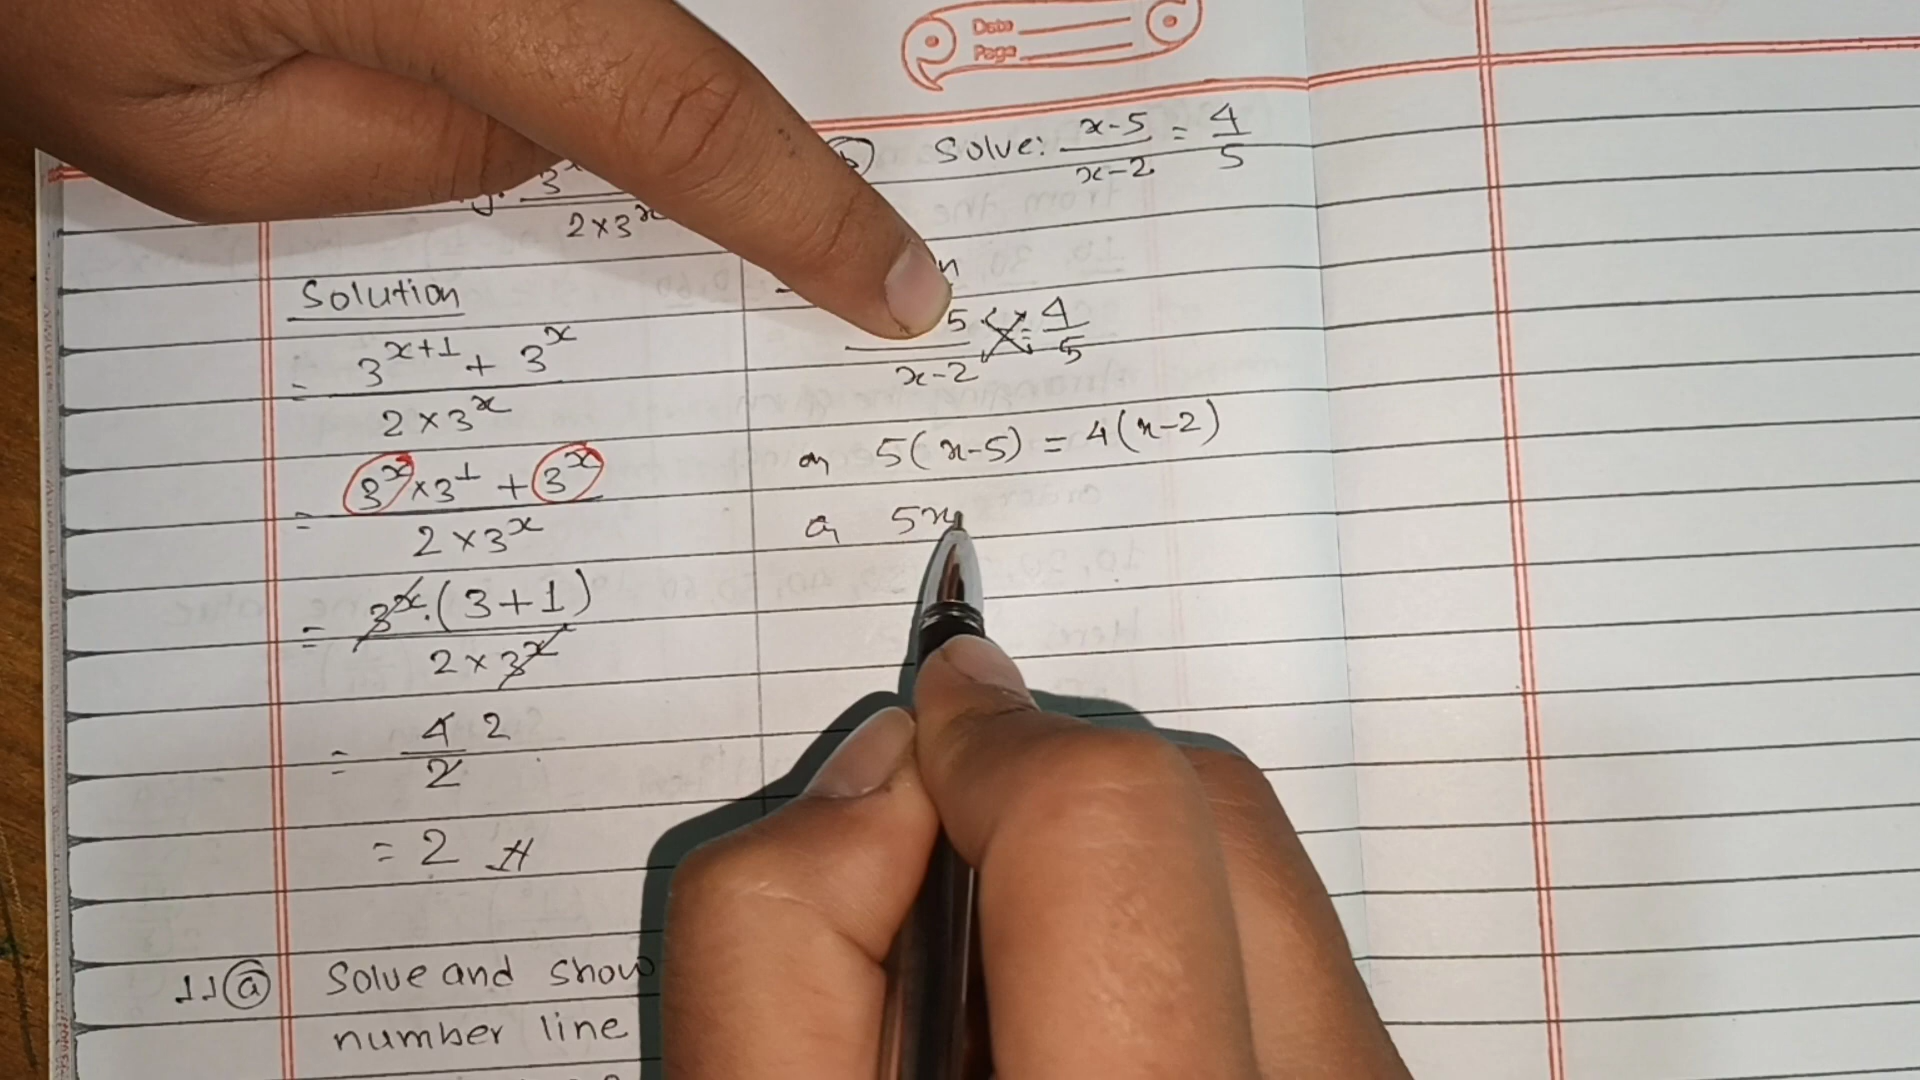 Date
Page
3^x
2×3^x
Solution
= (3^(x+1) + 3^x)/(2×3^x)
= (3^x×3^1 + 3^x)/(2×3^x)
= 3^x.(3+1)/(2×3^x)
= 4/2 2
= 2
11(a) Solve and show
number line
Solve: (x-5)/(x-2) = 4/5
5/(x-2) = 4/5
or 5(x-5) = 4(x-2)
or 5x